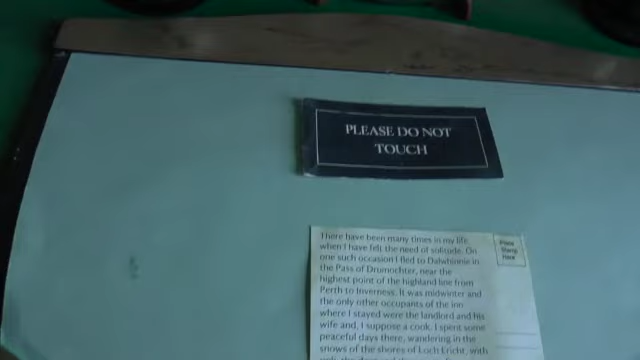 PLEASE DO NOT
TOUCH
There have been many times in my life
when I have felt the need of solitude. On
one such occasion I fled to Dalwhinnie in
the Pass of Drumochter, near the
highest point of the highland line from
Perth to Inverness. It was midwinter and
the only other occupants of the inn
where I stayed were the landlord and his
wife and, I suppose a cook. I spent some
peaceful days there, wandering in the
snows of the shores of Loch Ericht, with
Place
Stamp
Here